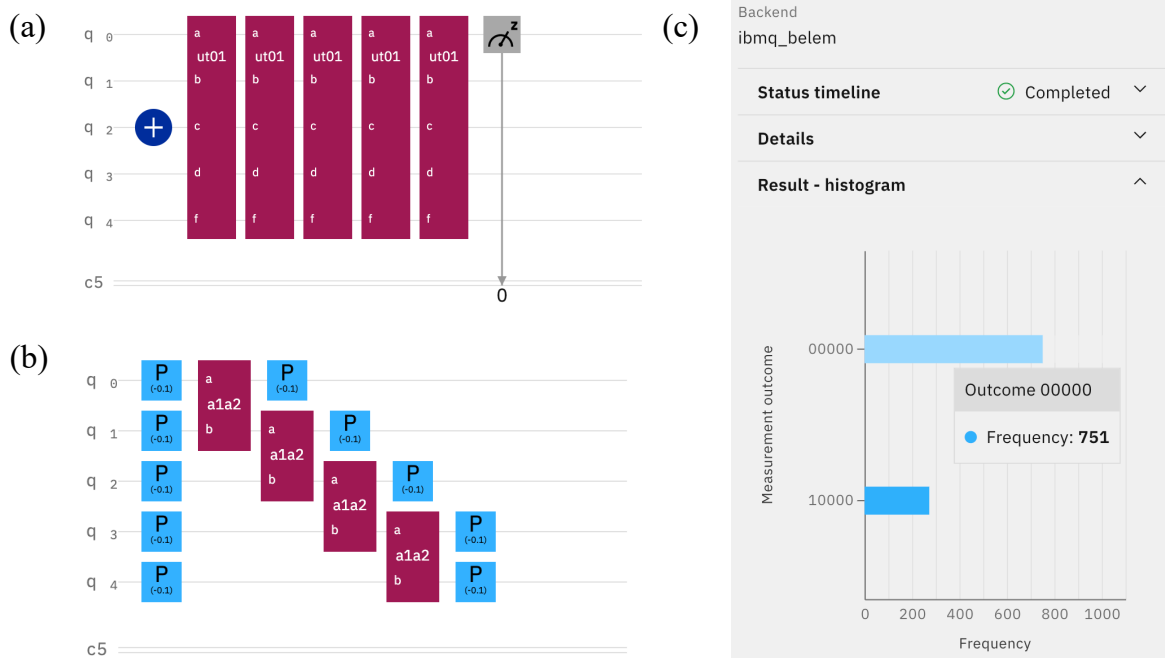 (a)
q 0 a a a a a z
ut01 ut01 ut01 ut01 ut01
q 1 b b b b b
q 2 + c c c c c
q 3 d d d d d
q 4 f f f f f
c5
0
(b)
q 0 P (-0.1) a P (-0.1)
a1a2
q 1 P (-0.1) b a P (-0.1)
a1a2
q 2 P (-0.1) b a P (-0.1)
a1a2
q 3 P (-0.1) b a P (-0.1)
a1a2
q 4 P (-0.1) b P (-0.1)
c5
(c)
Backend
ibmq_belem
Status timeline Completed
Details
Result - histogram
Measurement outcome
00000
Outcome 00000
Frequency: 751
10000
0 200 400 600 800 1000
Frequency